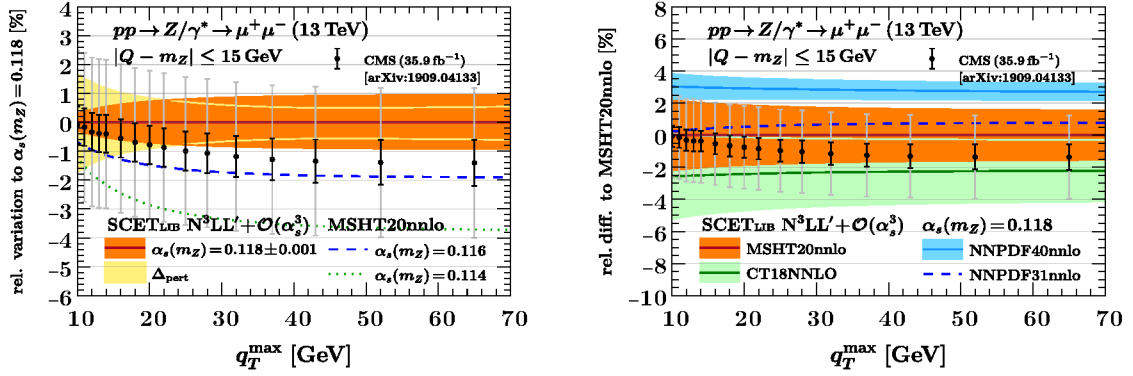 rel. variation to αs(mZ)=0.118 [%]
4
3
2
1
0
−1
−2
−3
−4
−5
−6
pp→Z/γ*→μ⁺μ⁻ (13 TeV)
|Q − mZ| ≤ 15 GeV
CMS (35.9 fb⁻¹)
[arXiv:1909.04133]
SCETLIB N³LL′+O(αs³) MSHT20nnlo
αs(mZ)=0.118±0.001 αs(mZ)=0.116
Δpert αs(mZ)=0.114
10 20 30 40 50 60 70
qT^max [GeV]
rel. diff. to MSHT20nnlo [%]
8
6
4
2
0
−2
−4
−6
−8
−10
pp→Z/γ*→μ⁺μ⁻ (13 TeV)
|Q − mZ| ≤ 15 GeV
CMS (35.9 fb⁻¹)
[arXiv:1909.04133]
SCETLIB N³LL′+O(αs³) αs(mZ)=0.118
MSHT20nnlo NNPDF40nnlo
CT18NNLO NNPDF31nnlo
10 20 30 40 50 60 70
qT^max [GeV]